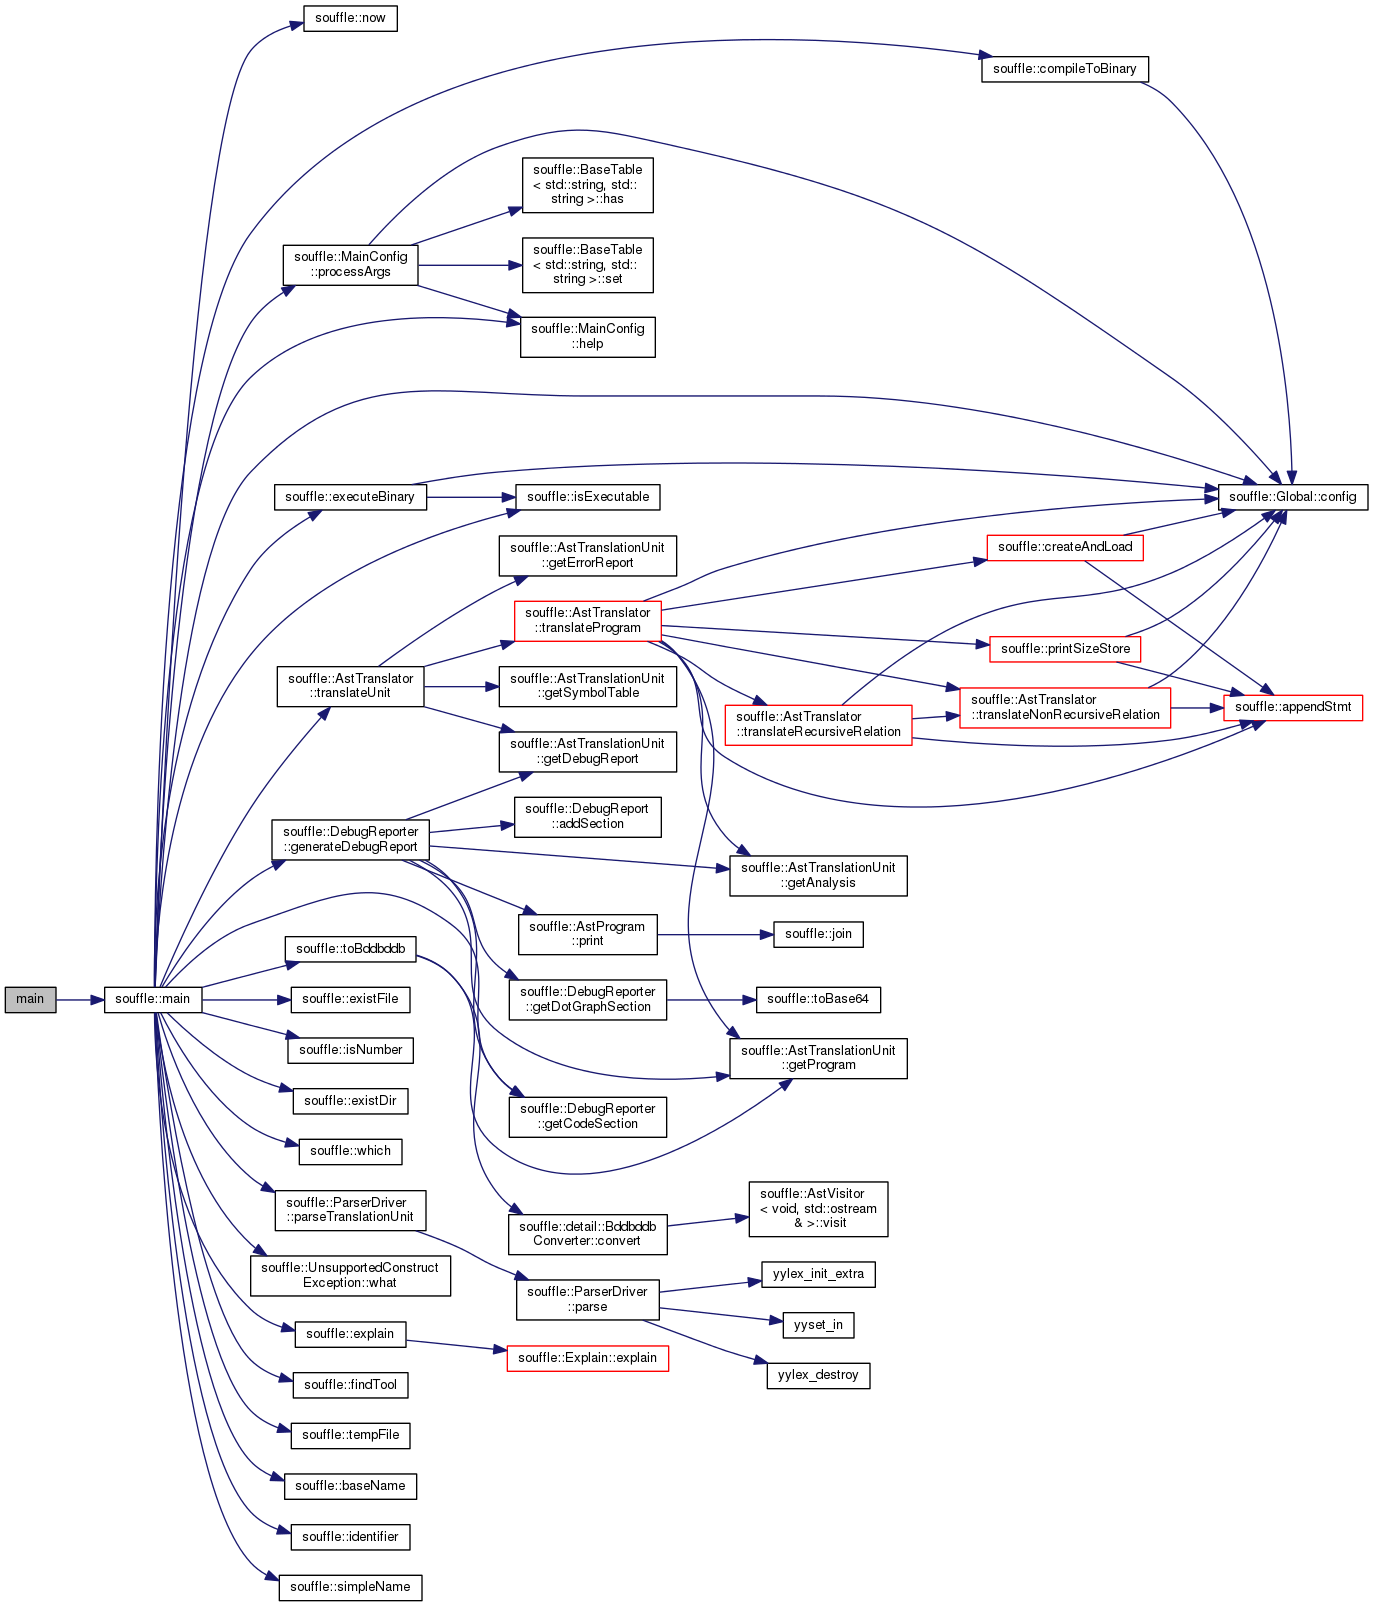 souffle::now
souffle::compileToBinary
souffle::BaseTable
< std::string, std::
string >::has
souffle::MainConfig
::processArgs
souffle::BaseTable
< std::string, std::
string >::set
souffle::MainConfig
::help
souffle::executeBinary
souffle::isExecutable
souffle::Global::config
souffle::AstTranslationUnit
::getErrorReport
souffle::createAndLoad
souffle::AstTranslator
::translateProgram
souffle::printSizeStore
souffle::AstTranslator
::translateUnit
souffle::AstTranslationUnit
::getSymbolTable
souffle::AstTranslator
::translateRecursiveRelation
souffle::AstTranslator
::translateNonRecursiveRelation
souffle::appendStmt
souffle::AstTranslationUnit
::getDebugReport
souffle::DebugReport
::addSection
souffle::DebugReporter
::generateDebugReport
souffle::AstTranslationUnit
::getAnalysis
souffle::AstProgram
::print
souffle::join
souffle::toBddbddb
main
souffle::main
souffle::existFile
souffle::DebugReporter
::getDotGraphSection
souffle::toBase64
souffle::isNumber
souffle::AstTranslationUnit
::getProgram
souffle::existDir
souffle::DebugReporter
::getCodeSection
souffle::which
souffle::ParserDriver
::parseTranslationUnit
souffle::AstVisitor
< void, std::ostream
& >::visit
souffle::detail::Bddbddb
Converter::convert
souffle::UnsupportedConstruct
Exception::what
yylex_init_extra
souffle::ParserDriver
::parse
yyset_in
souffle::explain
souffle::Explain::explain
yylex_destroy
souffle::findTool
souffle::tempFile
souffle::baseName
souffle::identifier
souffle::simpleName